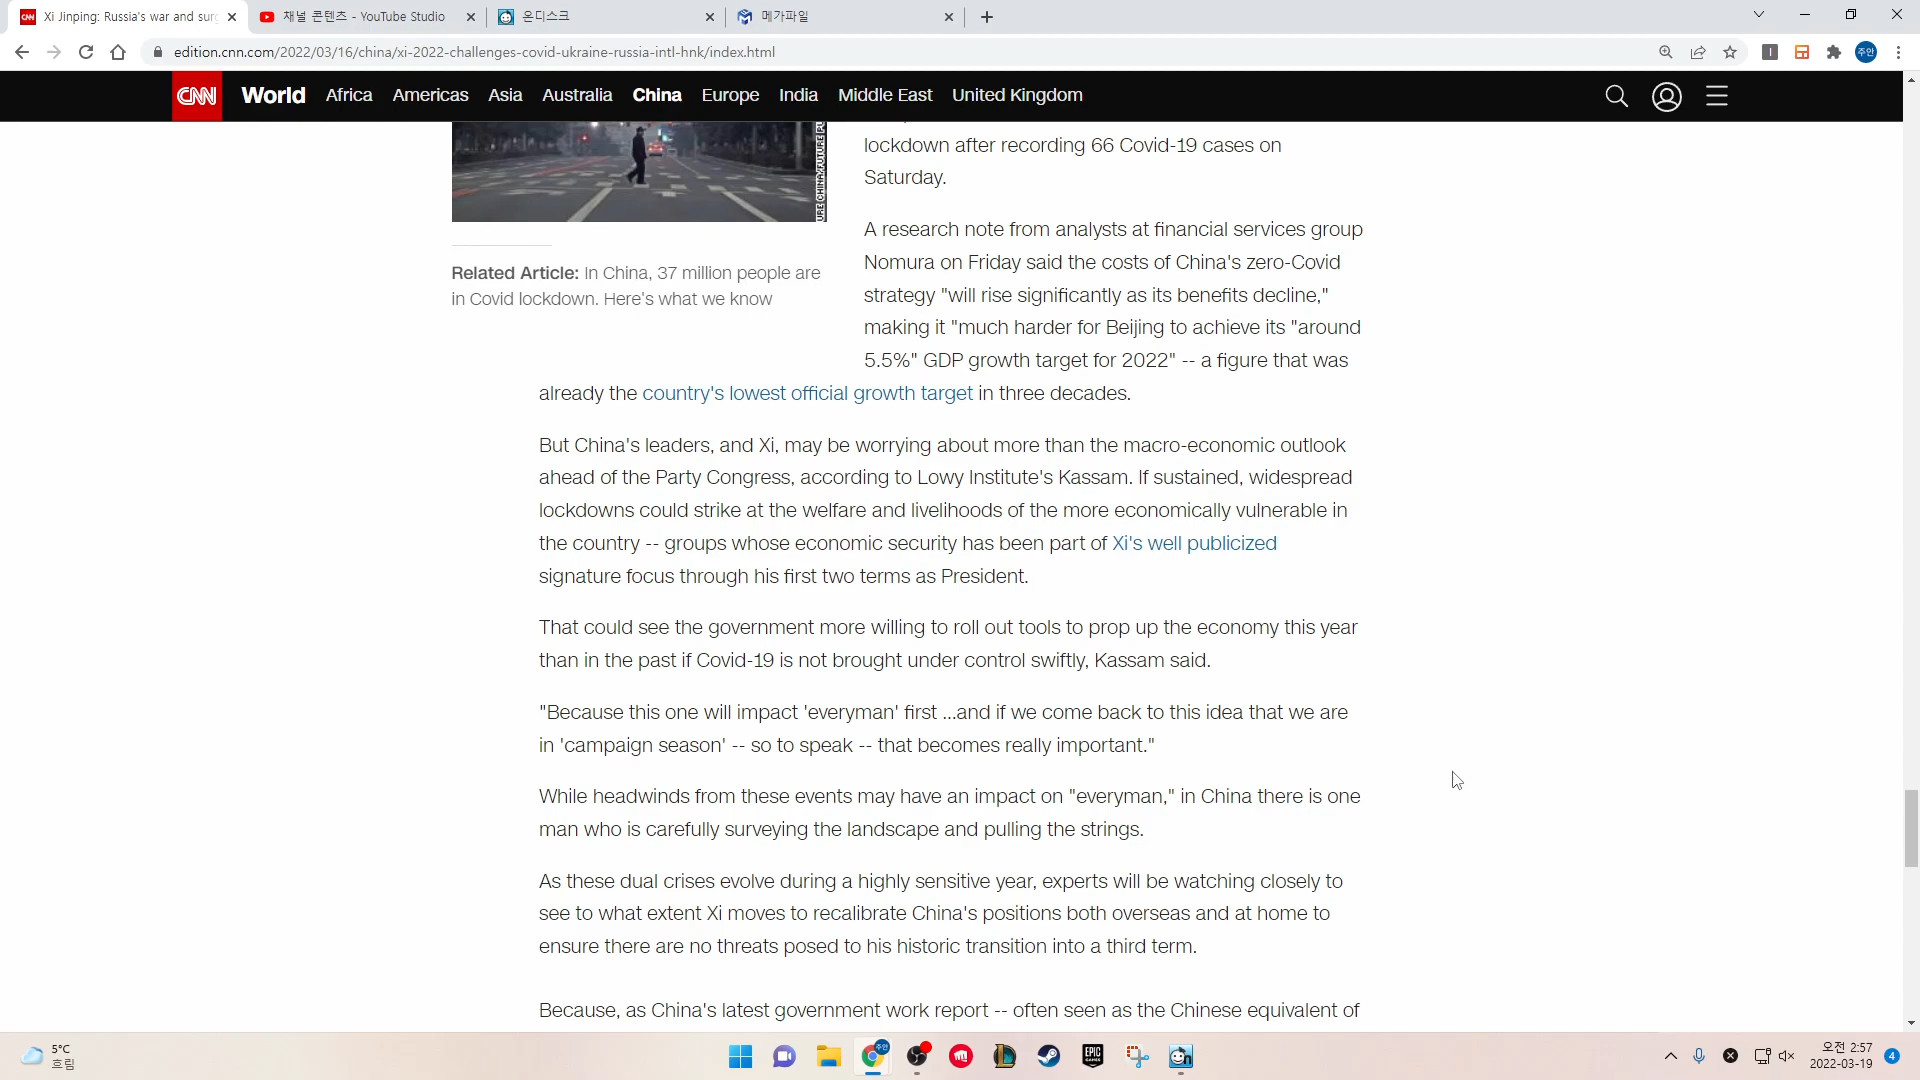 Xi Jinping: Russia's war and surg
채널 콘텐츠 - YouTube Studio
온디스크
메가파일
edition.cnn.com/2022/03/16/china/xi-2022-challenges-covid-ukraine-russia-intl-hnk/index.html
주안
CNN World Africa Americas Asia Australia China Europe India Middle East United Kingdom
lockdown after recording 66 Covid-19 cases on
Saturday.
A research note from analysts at financial services group
Nomura on Friday said the costs of China's zero-Covid
strategy "will rise significantly as its benefits decline,"
making it "much harder for Beijing to achieve its "around
5.5%" GDP growth target for 2022" -- a figure that was
already the country's lowest official growth target in three decades.
URE CHINA/FUTURE PU
Related Article: In China, 37 million people are
in Covid lockdown. Here's what we know
But China's leaders, and Xi, may be worrying about more than the macro-economic outlook
ahead of the Party Congress, according to Lowy Institute's Kassam. If sustained, widespread
lockdowns could strike at the welfare and livelihoods of the more economically vulnerable in
the country -- groups whose economic security has been part of Xi's well publicized
signature focus through his first two terms as President.
That could see the government more willing to roll out tools to prop up the economy this year
than in the past if Covid-19 is not brought under control swiftly, Kassam said.
"Because this one will impact 'everyman' first ...and if we come back to this idea that we are
in 'campaign season' -- so to speak -- that becomes really important."
While headwinds from these events may have an impact on "everyman," in China there is one
man who is carefully surveying the landscape and pulling the strings.
As these dual crises evolve during a highly sensitive year, experts will be watching closely to
see to what extent Xi moves to recalibrate China's positions both overseas and at home to
ensure there are no threats posed to his historic transition into a third term.
Because, as China's latest government work report -- often seen as the Chinese equivalent of
5°C
흐림
주안
EPIC GAMES
오전 2:57
2022-03-19
4